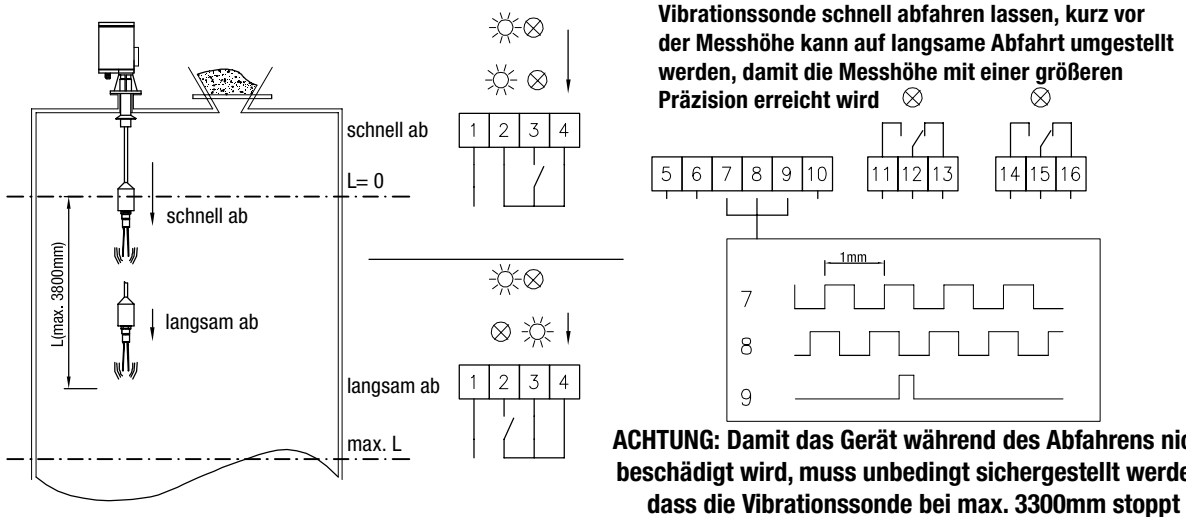 Vibrationssonde schnell abfahren lassen, kurz vor
der Messhöhe kann auf langsame Abfahrt umgestellt
werden, damit die Messhöhe mit einer größeren
Präzision erreicht wird
schnell ab
1 2 3 4
L= 0
schnell ab
L(max. 3800mm)
langsam ab
langsam ab
1 2 3 4
max. L
5 6 7 8 9 10
11 12 13
14 15 16
1mm
7
8
9
ACHTUNG: Damit das Gerät während des Abfahrens nic
beschädigt wird, muss unbedingt sichergestellt werde
dass die Vibrationssonde bei max. 3300mm stoppt